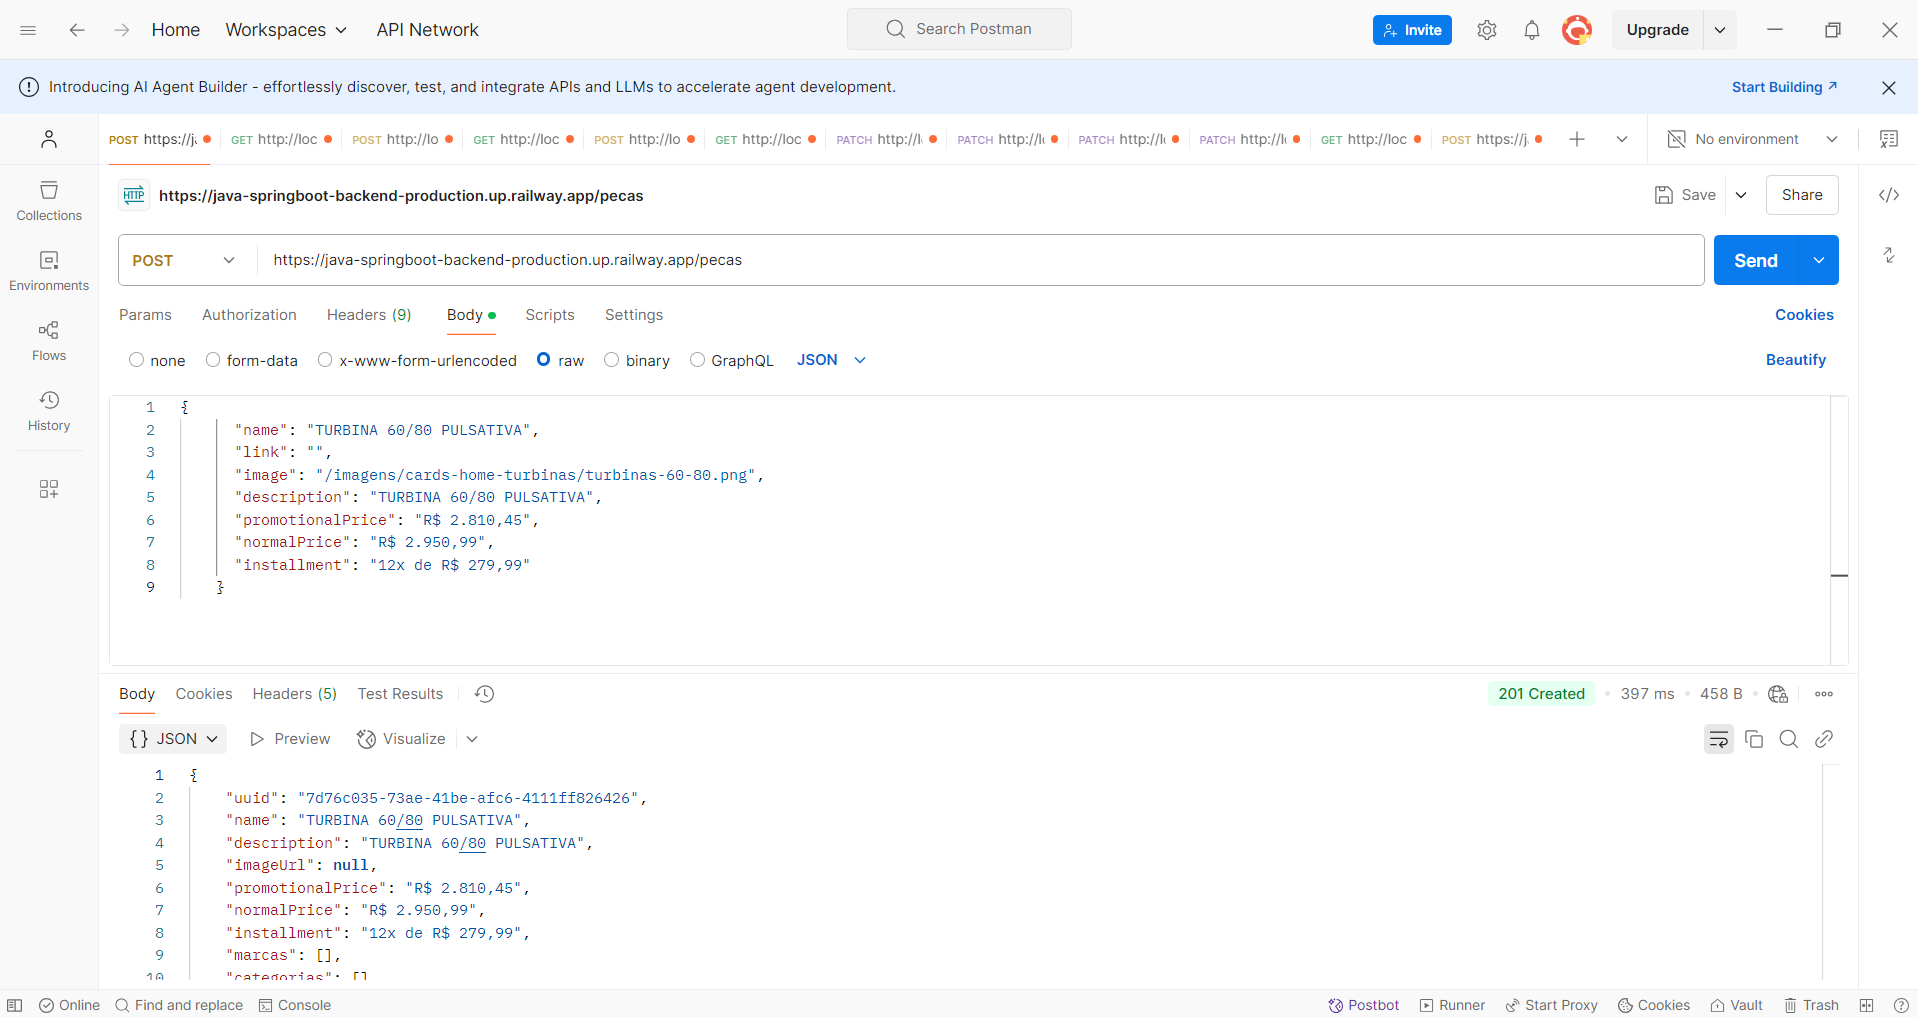 Home Workspaces API Network Search Postman Invite Upgrade
Introducing AI Agent Builder - effortlessly discover, test, and integrate APIs and LLMs to accelerate agent development. Start Building
POST https://j. GET http://loc POST http://lo GET http://loc POST http://lo GET http://loc PATCH http://l PATCH http://l PATCH http://l PATCH http://l GET http://loc POST https://j. No environment
HTTP https://java-springboot-backend-production.up.railway.app/pecas Save Share
Collections
POST https://java-springboot-backend-production.up.railway.app/pecas Send
Environments
Params Authorization Headers (9) Body Scripts Settings Cookies
Flows
none form-data x-www-form-urlencoded raw binary GraphQL JSON Beautify
History
1 {
2 "name": "TURBINA 60/80 PULSATIVA",
3 "link": "",
4 "image": "/imagens/cards-home-turbinas/turbinas-60-80.png",
5 "description": "TURBINA 60/80 PULSATIVA",
6 "promotionalPrice": "R$ 2.810,45",
7 "normalPrice": "R$ 2.950,99",
8 "installment": "12x de R$ 279,99"
9 }
Body Cookies Headers (5) Test Results 201 Created 397 ms 458 B
{} JSON Preview Visualize
1 {
2 "uuid": "7d76c035-73ae-41be-afc6-4111ff826426",
3 "name": "TURBINA 60/80 PULSATIVA",
4 "description": "TURBINA 60/80 PULSATIVA",
5 "imageUrl": null,
6 "promotionalPrice": "R$ 2.810,45",
7 "normalPrice": "R$ 2.950,99",
8 "installment": "12x de R$ 279,99",
9 "marcas": [],
10 "categorias": []
Online Find and replace Console Postbot Runner Start Proxy Cookies Vault Trash